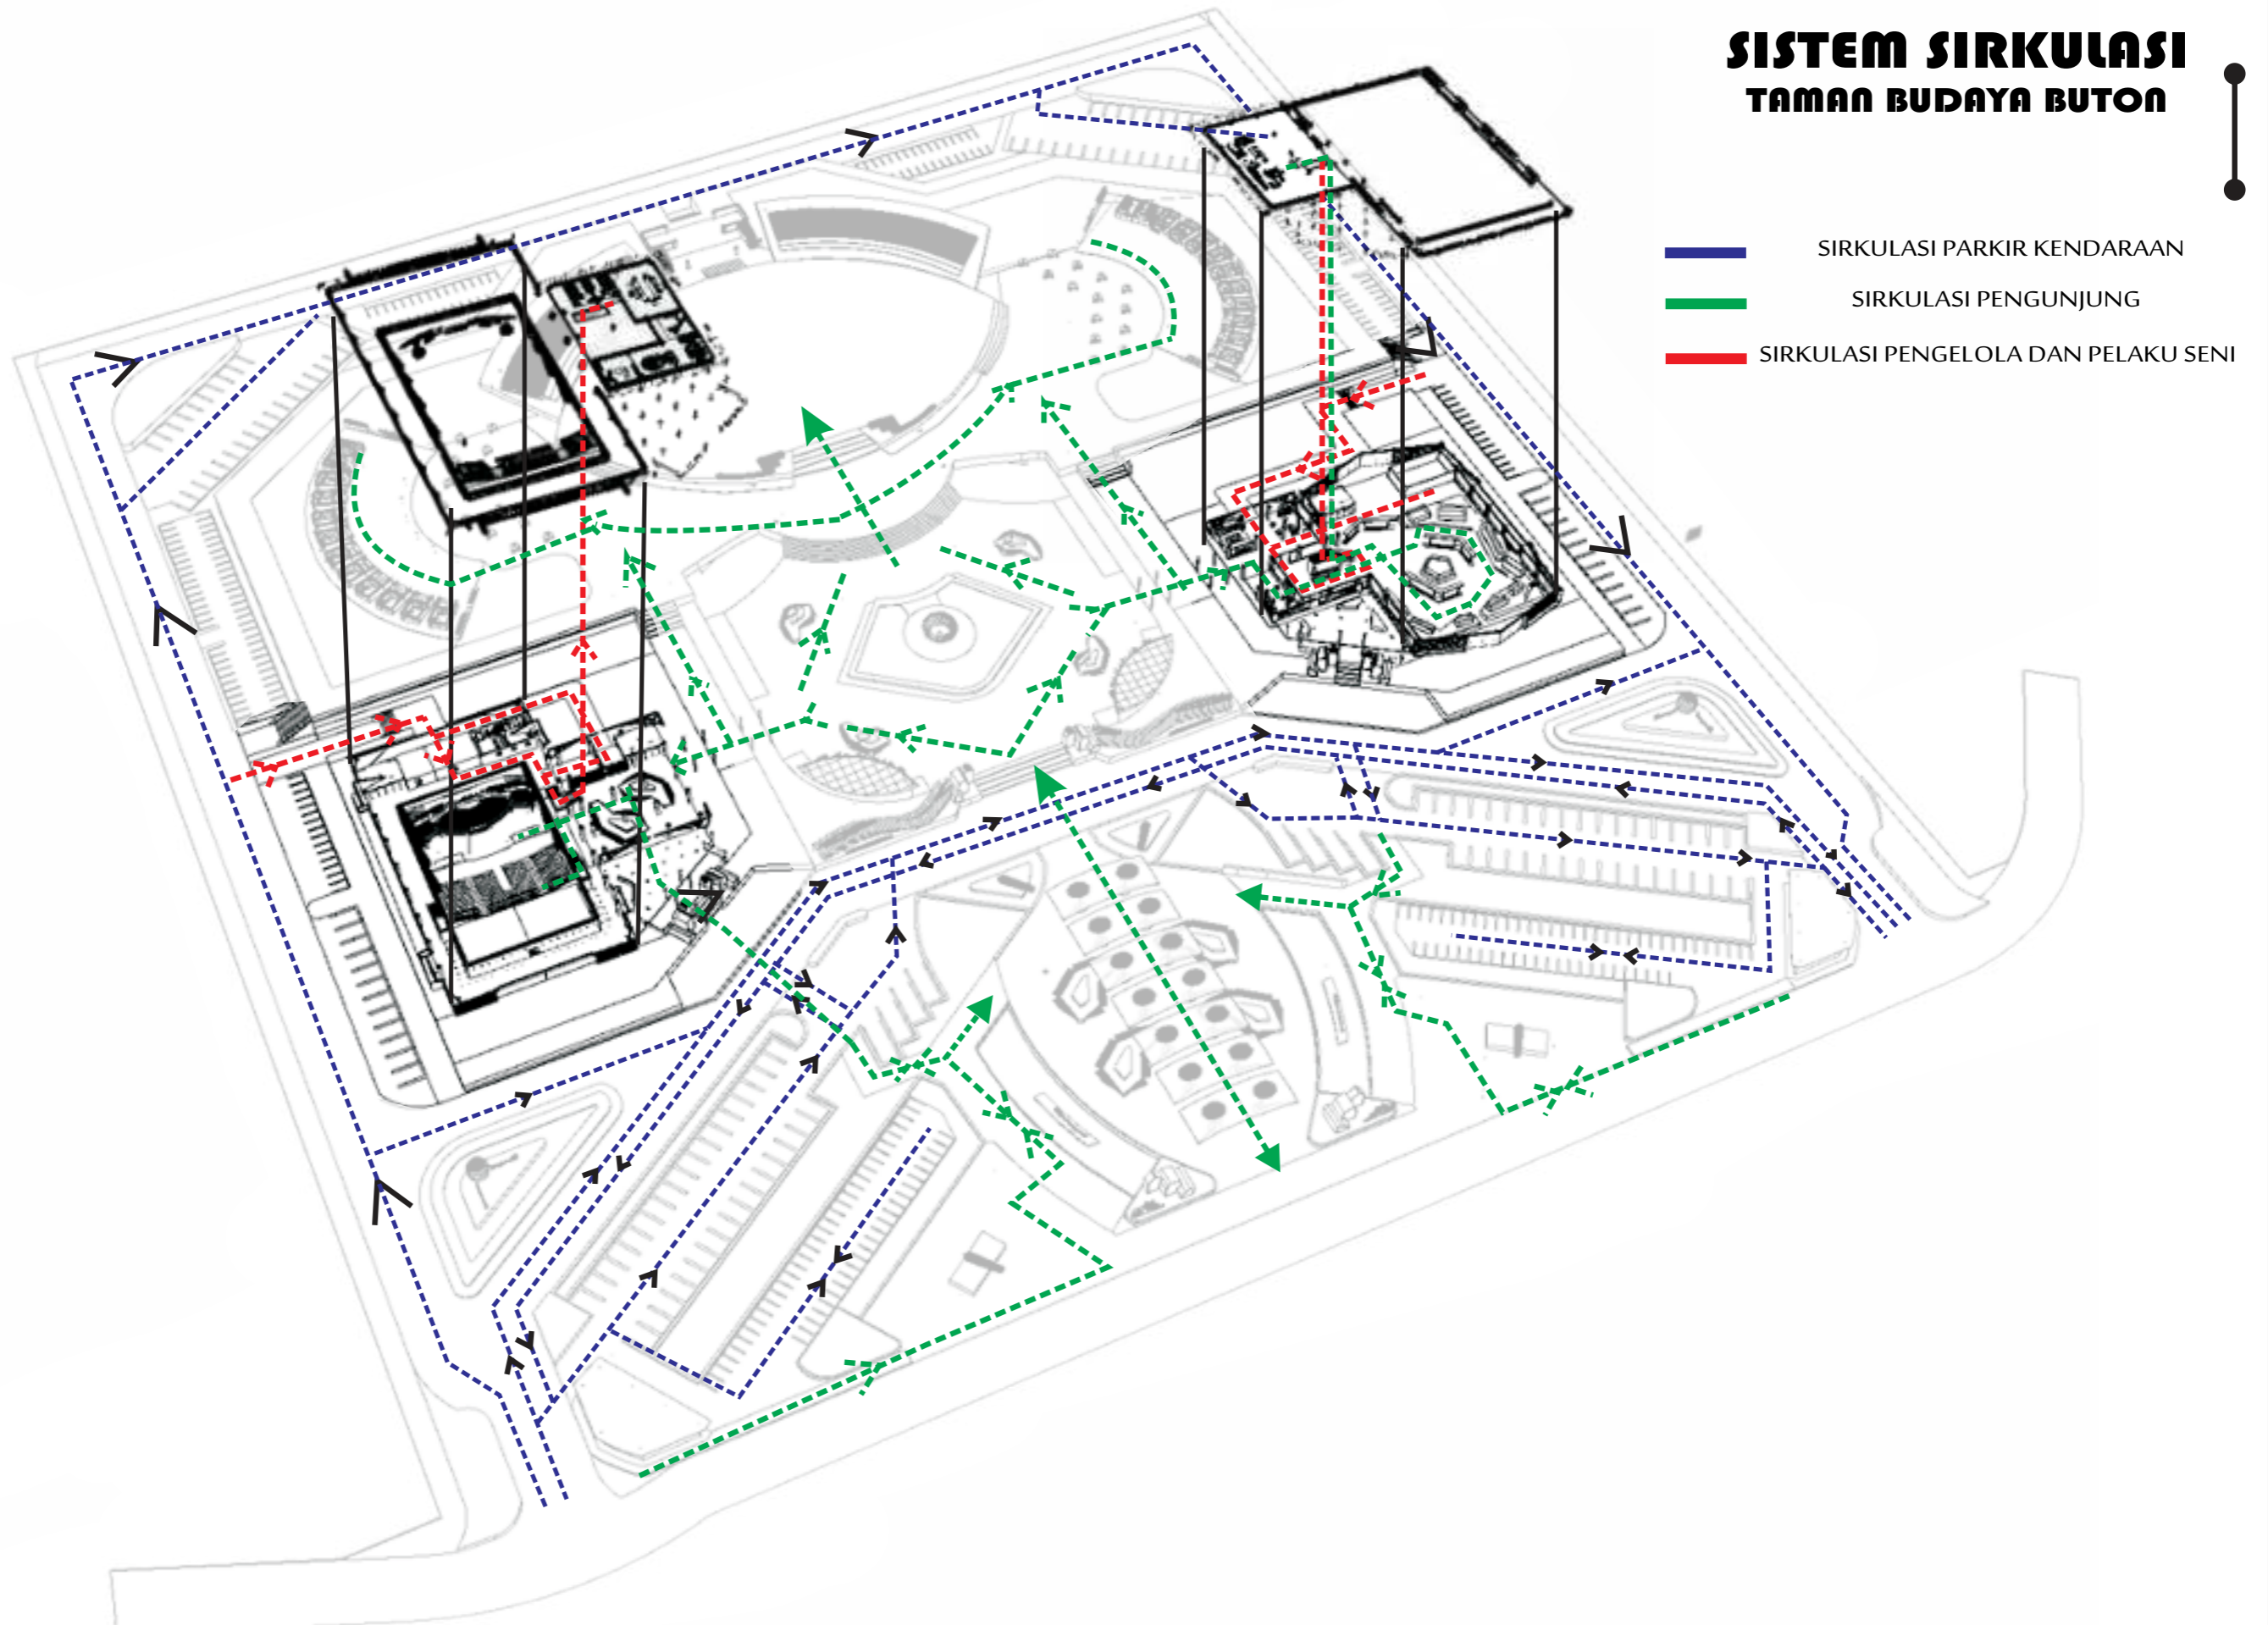 SISTEM SIRKULASI
TAMAN BUDAYA BUTON
SIRKULASI PARKIR KENDARAAN
SIRKULASI PENGUNJUNG
SIRKULASI PENGELOLA DAN PELAKU SENI